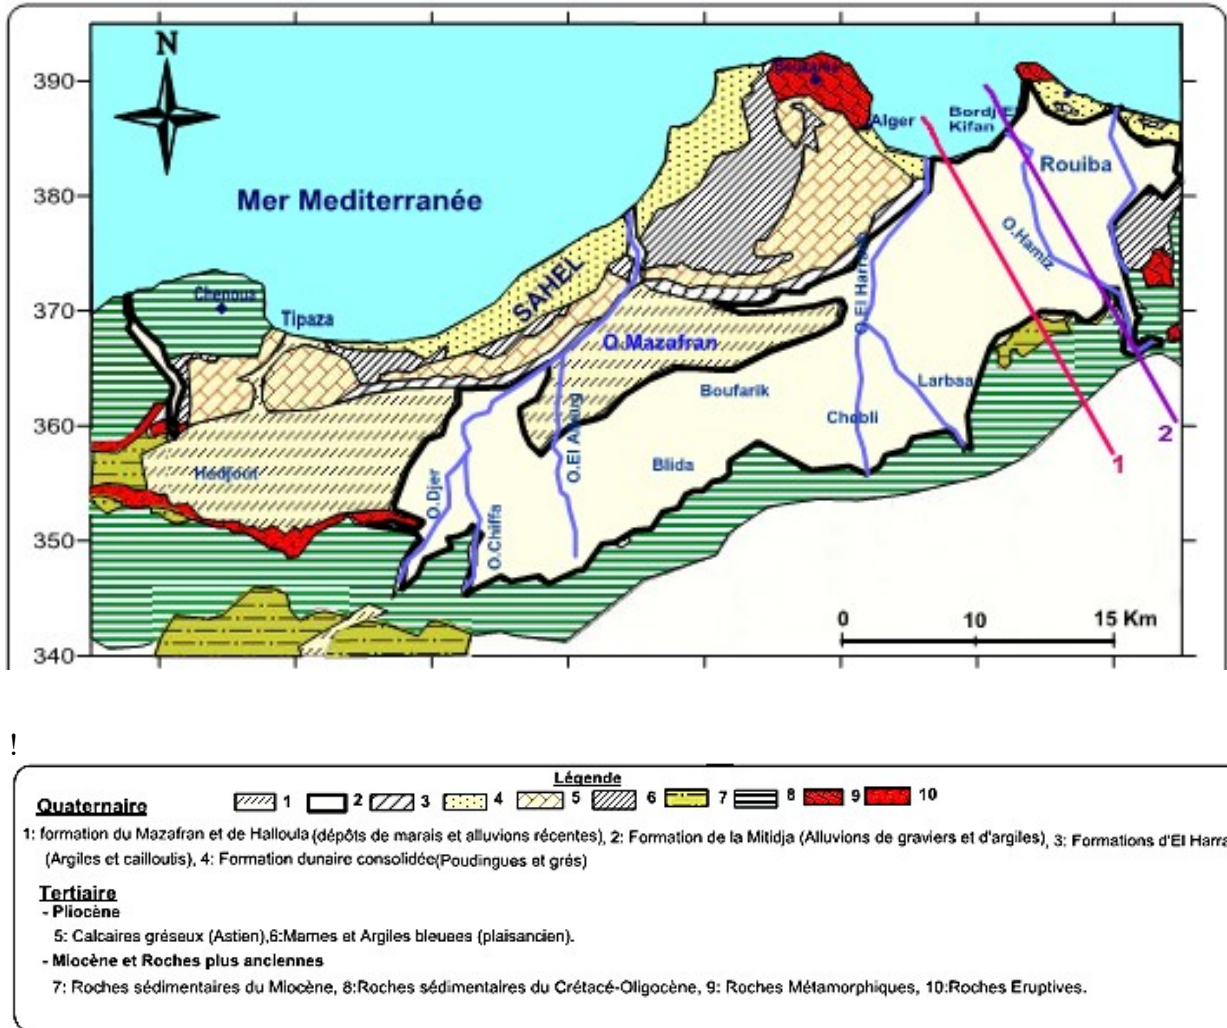 N
390
Bouzaréa
Alger
Bordj El
Kifan
Rouiba
380
Mer Mediterranée
O.Hamiz
SAHEL
O.El Harrach
370
Chenoua
Tipaza
O.Mazafran
Boufarik
Larbaa
360
Chebli
2
1
Hedjout
O.El Alleug
Blida
O.Djer
O.Chiffa
350
0 10 15 Km
340
!
Légende
Quaternaire 1 2 3 4 5 6 7 8 9 10
1: formation du Mazafran et de Halloula(dépôts de marais et alluvions récentes), 2: Formation de la Mitidja (Alluvions de graviers et d'argiles), 3: Formations d'El Harra
(Argiles et cailloutis), 4: Formation dunaire consolidée(Poudingues et grés)
Tertiaire
- Pliocène
5: Calcaires gréseux (Astien),6:Marnes et Argiles bleuees (plaisancien).
- Miocène et Roches plus anciennes
7: Roches sédimentaires du Miocène, 8:Roches sédimentaires du Crétacé-Oligocène, 9: Roches Métamorphiques, 10:Roches Eruptives.